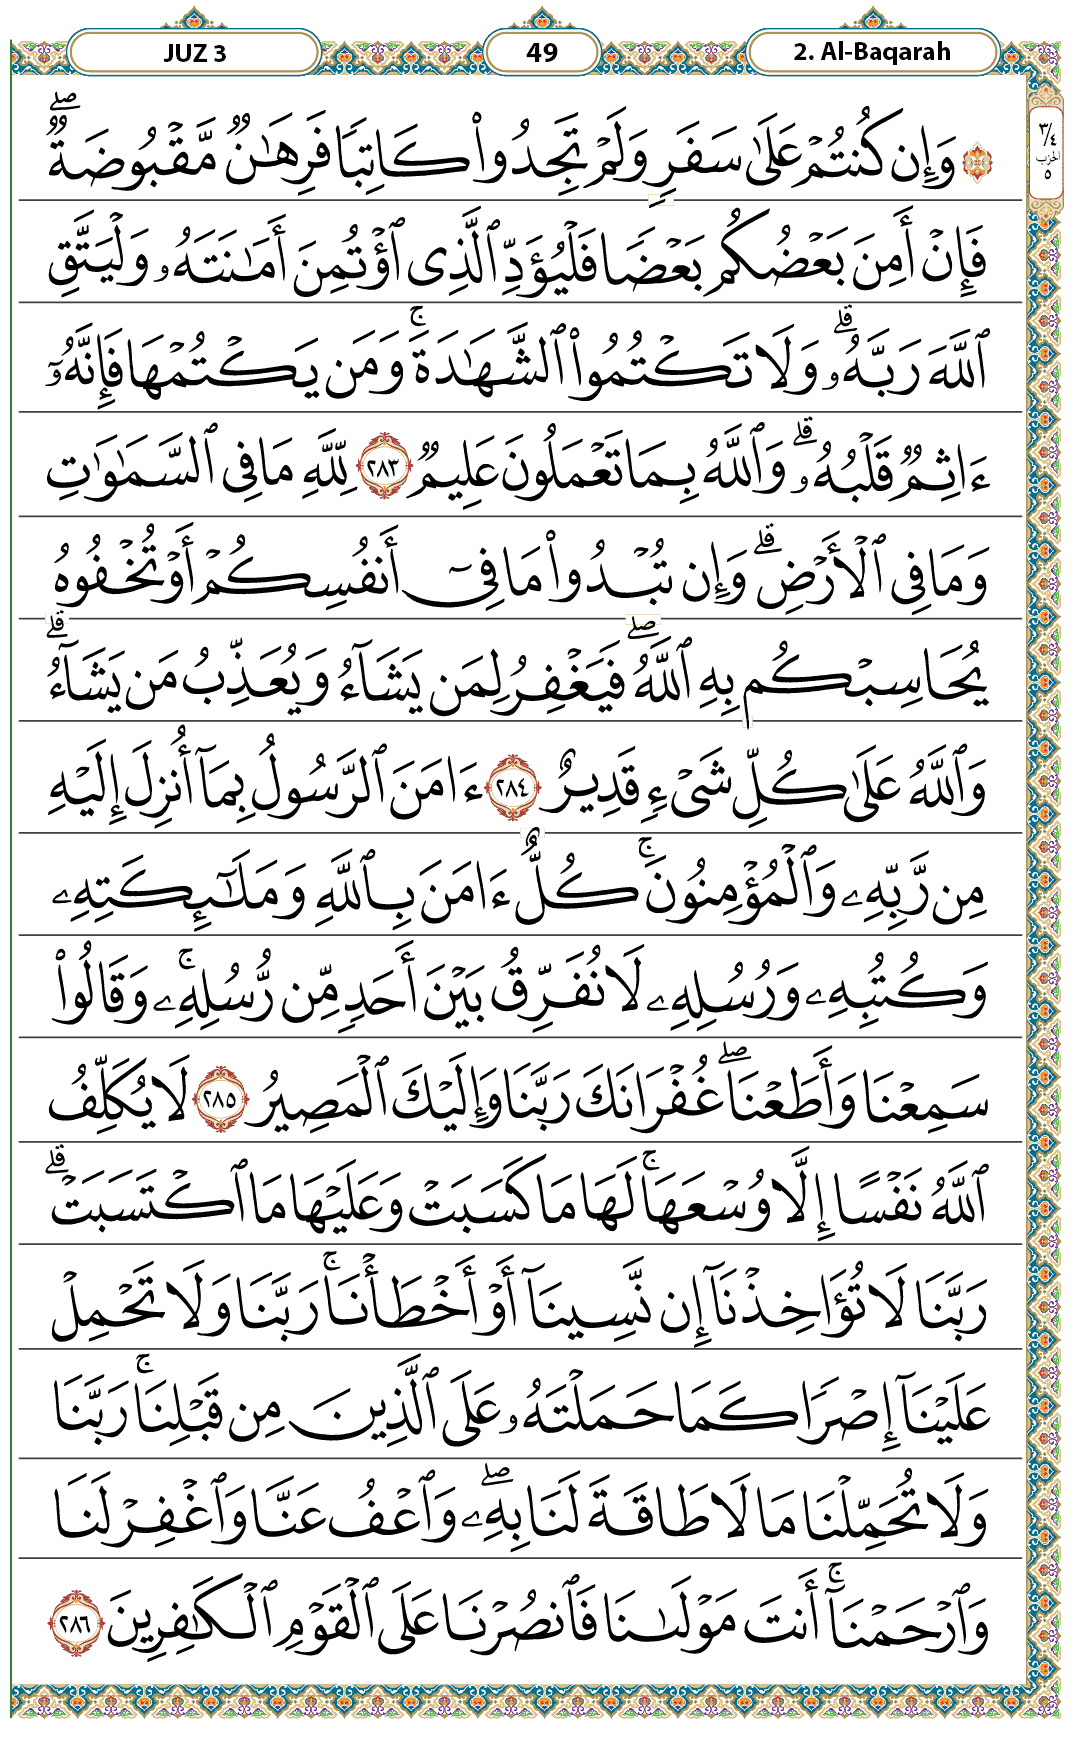 JUZ 3 49 2. Al-Baqarah
٣/٤
الحزب
٥
۞ وَإِن كُنتُمْ عَلَىٰ سَفَرٍ وَلَمْ تَجِدُوا۟ كَاتِبًا فَرِهَـٰنٌ مَّقْبُوضَةٌ ۖ
فَإِنْ أَمِنَ بَعْضُكُم بَعْضًا فَلْيُؤَدِّ ٱلَّذِى ٱؤْتُمِنَ أَمَـٰنَتَهُۥ وَلْيَتَّقِ
ٱللَّهَ رَبَّهُۥ ۗ وَلَا تَكْتُمُوا۟ ٱلشَّهَـٰدَةَ ۚ وَمَن يَكْتُمْهَا فَإِنَّهُۥٓ
ءَاثِمٌ قَلْبُهُۥ ۗ وَٱللَّهُ بِمَا تَعْمَلُونَ عَلِيمٌ ٢٨٣ لِّلَّهِ مَا فِى ٱلسَّمَـٰوَٰتِ
وَمَا فِى ٱلْأَرْضِ ۗ وَإِن تُبْدُوا۟ مَا فِىٓ أَنفُسِكُمْ أَوْ تُخْفُوهُ
يُحَاسِبْكُم بِهِ ٱللَّهُ ۖ فَيَغْفِرُ لِمَن يَشَآءُ وَيُعَذِّبُ مَن يَشَآءُ ۗ
وَٱللَّهُ عَلَىٰ كُلِّ شَىْءٍ قَدِيرٌ ٢٨٤ ءَامَنَ ٱلرَّسُولُ بِمَآ أُنزِلَ إِلَيْهِ
مِن رَّبِّهِۦ وَٱلْمُؤْمِنُونَ ۚ كُلٌّ ءَامَنَ بِٱللَّهِ وَمَلَـٰٓئِكَتِهِۦ
وَكُتُبِهِۦ وَرُسُلِهِۦ لَا نُفَرِّقُ بَيْنَ أَحَدٍ مِّن رُّسُلِهِۦ ۚ وَقَالُوا۟
سَمِعْنَا وَأَطَعْنَا ۖ غُفْرَانَكَ رَبَّنَا وَإِلَيْكَ ٱلْمَصِيرُ ٢٨٥ لَا يُكَلِّفُ
ٱللَّهُ نَفْسًا إِلَّا وُسْعَهَا ۚ لَهَا مَا كَسَبَتْ وَعَلَيْهَا مَا ٱكْتَسَبَتْ ۗ
رَبَّنَا لَا تُؤَاخِذْنَآ إِن نَّسِينَآ أَوْ أَخْطَأْنَا ۚ رَبَّنَا وَلَا تَحْمِلْ
عَلَيْنَآ إِصْرًا كَمَا حَمَلْتَهُۥ عَلَى ٱلَّذِينَ مِن قَبْلِنَا ۚ رَبَّنَا
وَلَا تُحَمِّلْنَا مَا لَا طَاقَةَ لَنَا بِهِۦ ۖ وَٱعْفُ عَنَّا وَٱغْفِرْ لَنَا
وَٱرْحَمْنَآ ۚ أَنتَ مَوْلَىٰنَا فَٱنصُرْنَا عَلَى ٱلْقَوْمِ ٱلْكَـٰفِرِينَ ٢٨٦